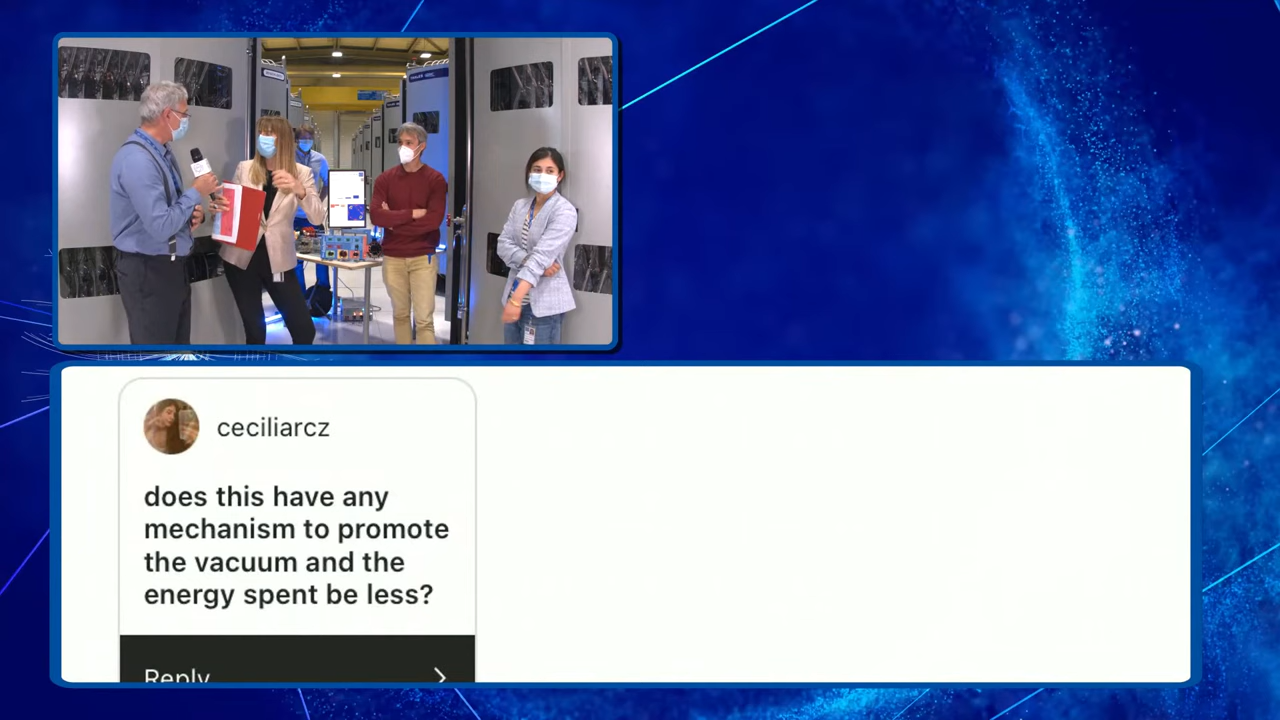 ceciliarcz
does this have any
mechanism to promote
the vacuum and the
energy spent be less?
Reply